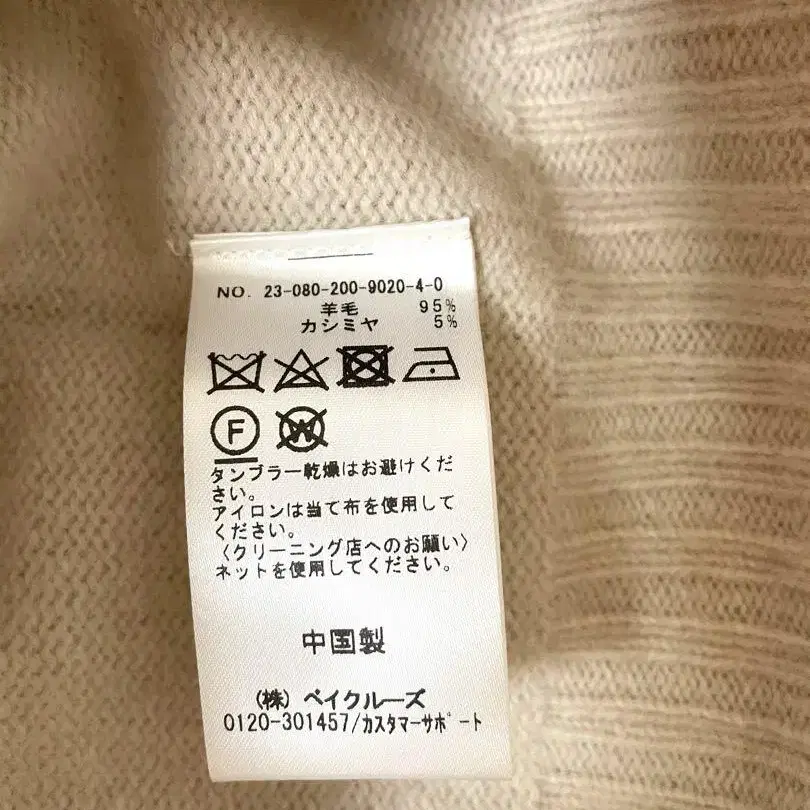 NO. 23-080-200-9020-4-0
羊毛 95%
カシミヤ 5%
F W
タンブラー乾燥はお避けくだ
さい。
アイロンは当て布を使用して
ください。
〈クリーニング店へのお願い〉
ネットを使用してください。
中国製
(株) ベイクルーズ
0120-301457/カスタマーサポート